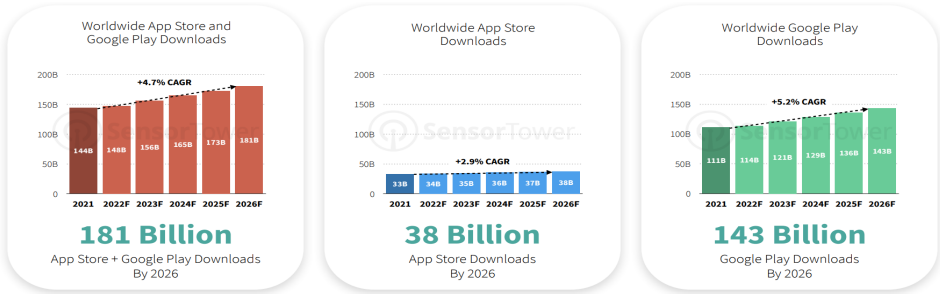 Worldwide App Store and
Google Play Downloads
200B
150B
100B
50B
0
+4.7% CAGR
SensorTower
144B
148B
156B
165B
173B
181B
2021 2022F 2023F 2024F 2025F 2026F
181 Billion
App Store + Google Play Downloads
By 2026
Worldwide App Store
Downloads
200B
150B
100B
50B
0
+2.9% CAGR
SensorTower
33B
34B
35B
36B
37B
38B
2021 2022F 2023F 2024F 2025F 2026F
38 Billion
App Store Downloads
By 2026
Worldwide Google Play
Downloads
200B
150B
100B
50B
0
+5.2% CAGR
SensorTower
111B
114B
121B
129B
136B
143B
2021 2022F 2023F 2024F 2025F 2026F
143 Billion
Google Play Downloads
By 2026